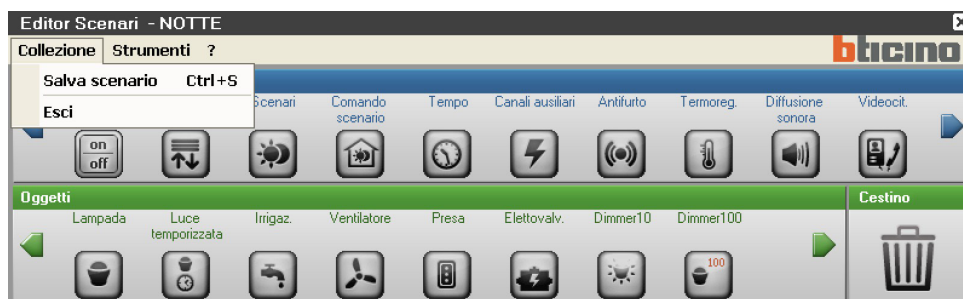 Editor Scenari - NOTTE
Collezione Strumenti ?
bticino
Salva scenario Ctrl+S
Esci
Scenari
Comando
scenario
Tempo
Canali ausiliari
Antifurto
Termoreg.
Diffusione
sonora
Videocit.
on
off
Oggetti
Cestino
Lampada
Luce
temporizzata
Irrigaz.
Ventilatore
Presa
Elettovalv.
Dimmer10
Dimmer100
100